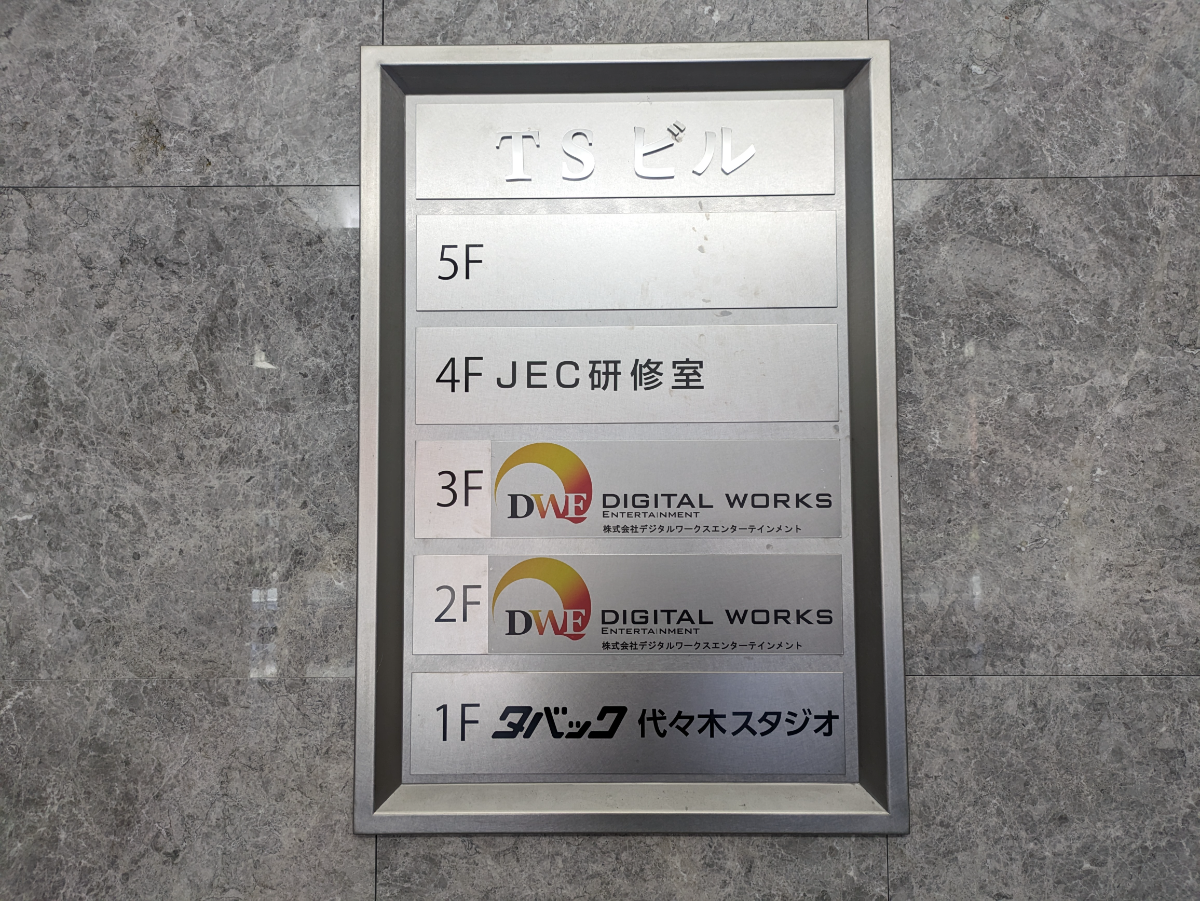 TS ビル
5F
4F JEC研修室
3F DWE DIGITAL WORKS
ENTERTAINMENT
株式会社デジタルワークスエンターテインメント
2F DWE DIGITAL WORKS
ENTERTAINMENT
株式会社デジタルワークスエンターテインメント
1F タバック 代々木スタジオ